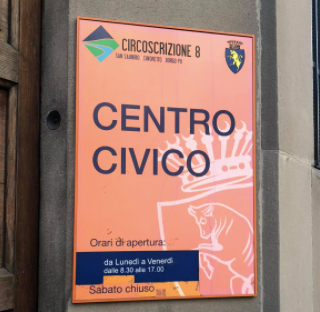 CIRCOSCRIZIONE 8
SAN SALVARIO CAVORETTO BORGO PO
CENTRO
CIVICO
Orari di apertura:
da Lunedì a Venerdì
dalle 8.30 alle 17.00
Sabato chiuso